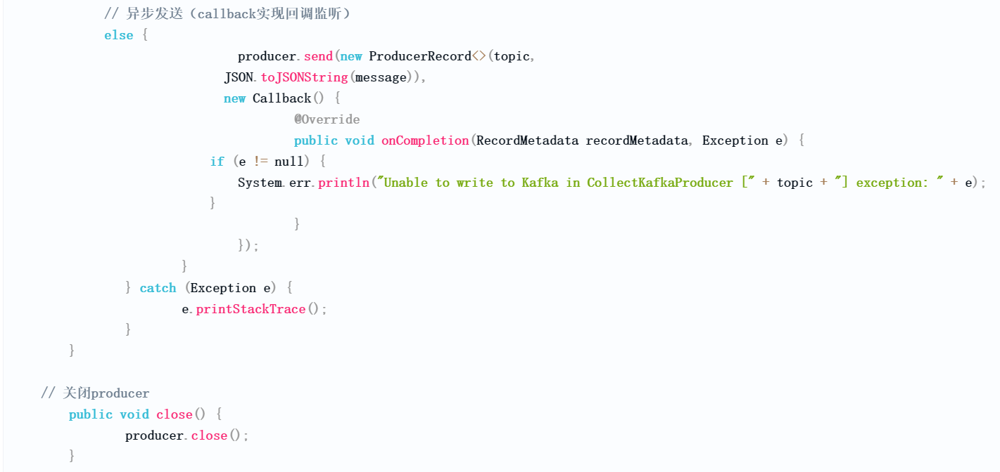 // 异步发送（callback实现回调监听）
else {
producer.send(new ProducerRecord<>(topic,
JSON.toJSONString(message)),
new Callback() {
@Override
public void onCompletion(RecordMetadata recordMetadata, Exception e) {
if (e != null) {
System.err.println("Unable to write to Kafka in CollectKafkaProducer [" + topic + "] exception: " + e);
}
}
});
}
} catch (Exception e) {
e.printStackTrace();
}
}
// 关闭producer
public void close() {
producer.close();
}